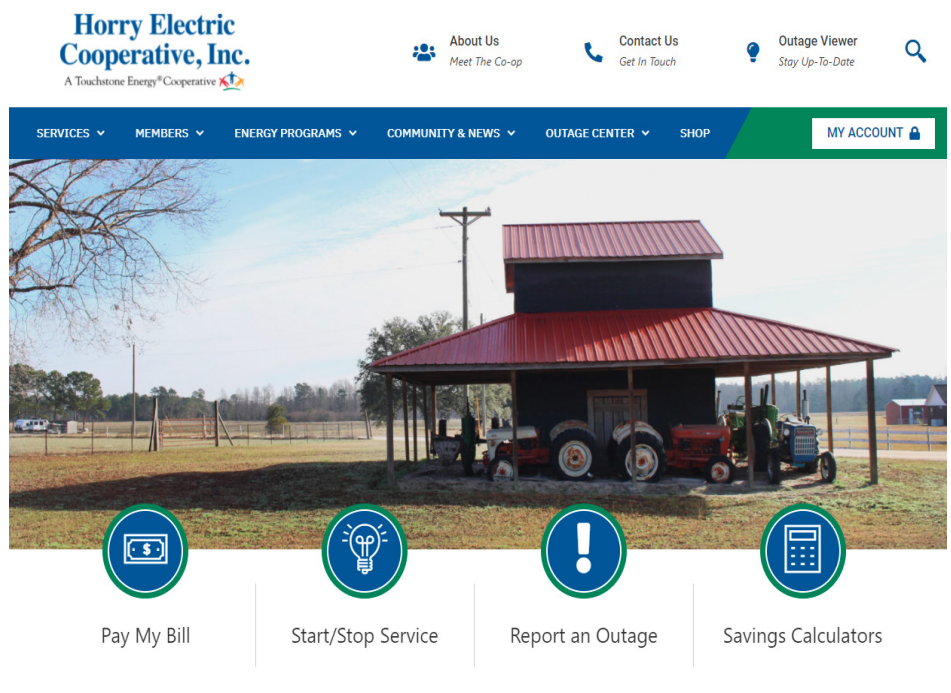 Horry Electric
Cooperative, Inc.
A Touchstone Energy® Cooperative
About Us
Meet The Co-op
Contact Us
Get In Touch
Outage Viewer
Stay Up-To-Date
SERVICES
MEMBERS
ENERGY PROGRAMS
COMMUNITY & NEWS
OUTAGE CENTER
SHOP
MY ACCOUNT
$
Pay My Bill
Start/Stop Service
Report an Outage
Savings Calculators